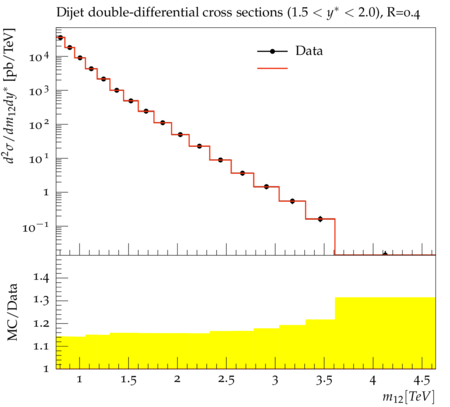 Dijet double-differential cross sections (1.5 < y* < 2.0), R=0.4
d²σ/dm₁₂dy* [pb/TeV]
10⁴
10³
10²
10¹
1
10⁻¹
Data
MC/Data
1.4
1.3
1.2
1.1
1
1 1.5 2 2.5 3 3.5 4 4.5
m₁₂[TeV]